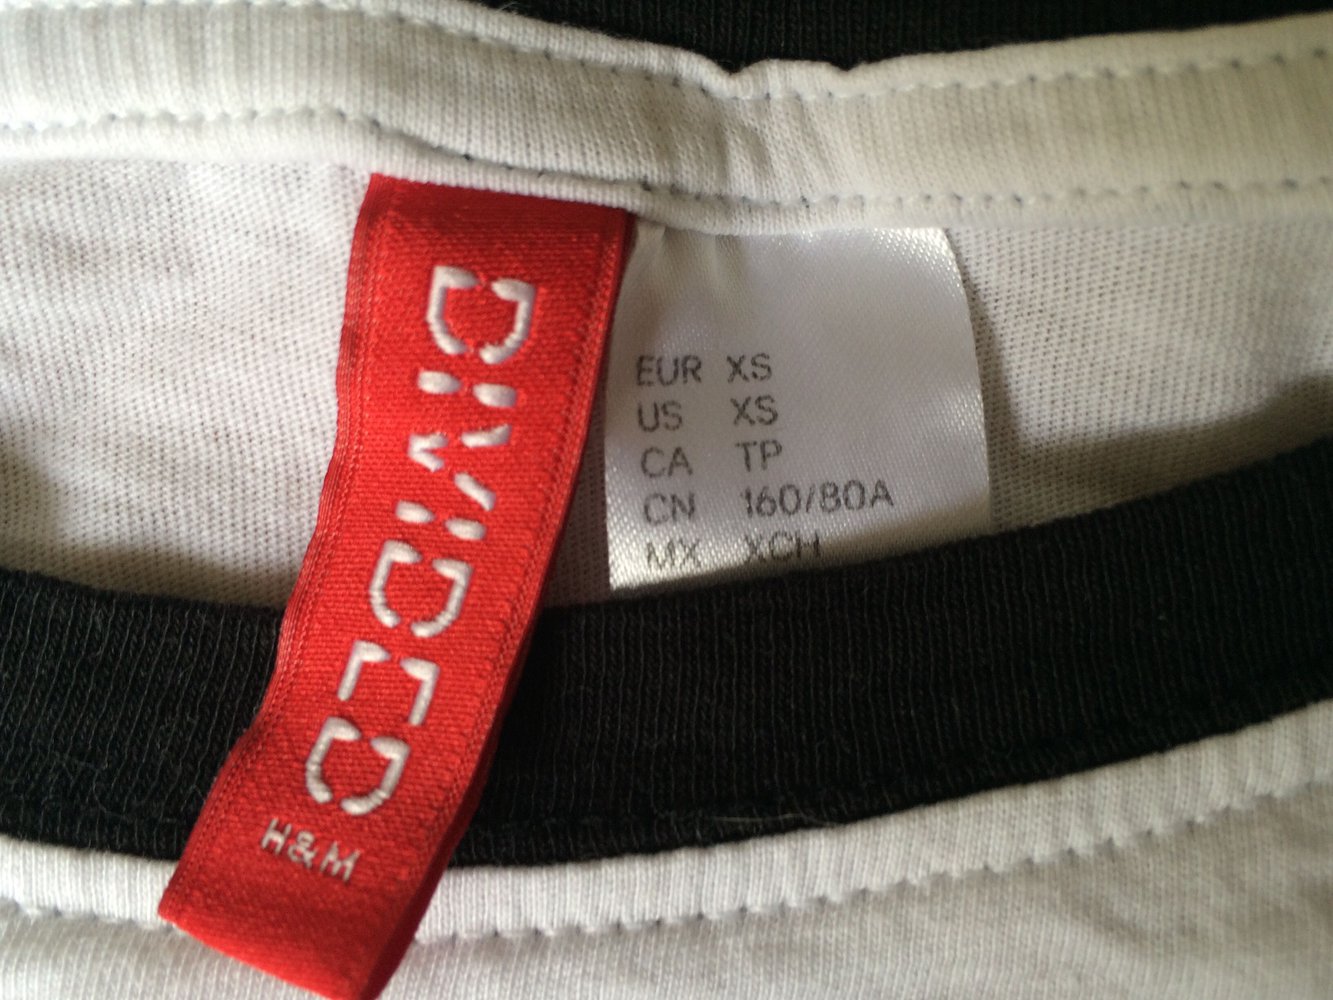 DIVIDED
H&M
EUR XS
US XS
CA TP
CN 160/80A
MX XCH